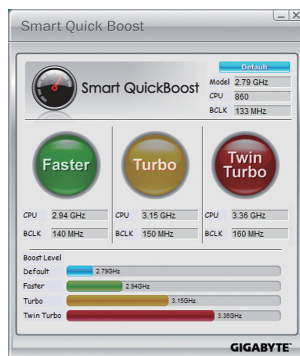 Smart Quick Boost
Default
Smart QuickBoost
Model 2.79 GHz
CPU 860
BCLK 133 MHz
Faster
Turbo
Twin
Turbo
CPU 2.94 GHz CPU 3.15 GHz CPU 3.36 GHz
BCLK 140 MHz BCLK 150 MHz BCLK 160 MHz
Boost Level
Default 2.79GHz
Faster 2.94GHz
Turbo 3.15GHz
Twin Turbo 3.36GHz
GIGABYTE™